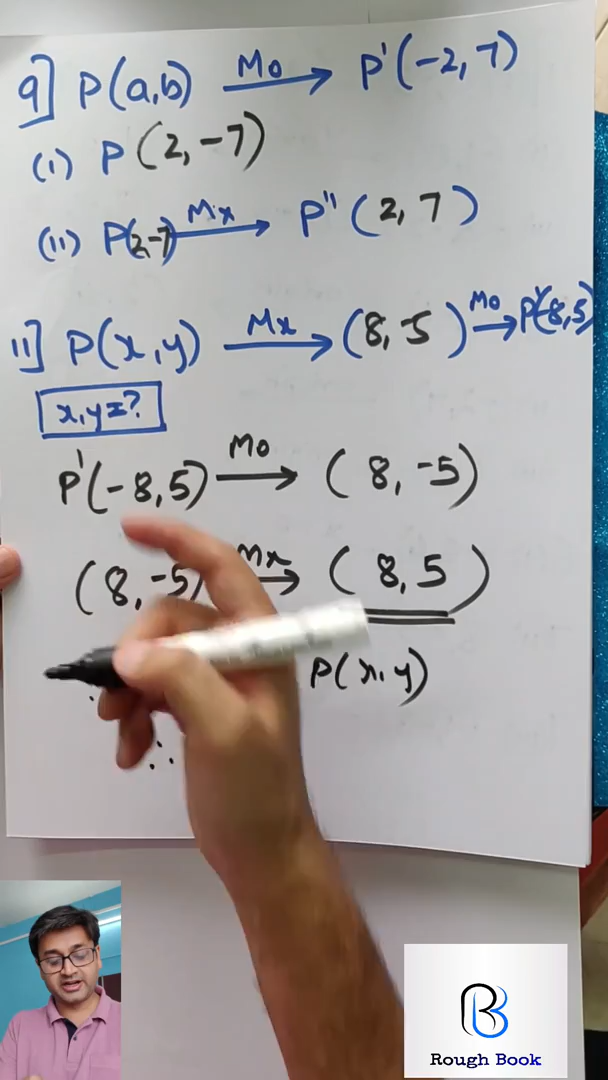 9] P(a,b) Mo→ P'(-2,7)
(i) P(2,-7)
(ii) P(2,-7) Mx→ P''(2,7)
11] P(x,y) Mx→ (8,-5) Mo→ P'(-8,5)
x,y=?
P'(-8,5) Mo→ (8,-5)
(8,-5) Mx→ (8,5)
P(x,y)
∴
Rough Book